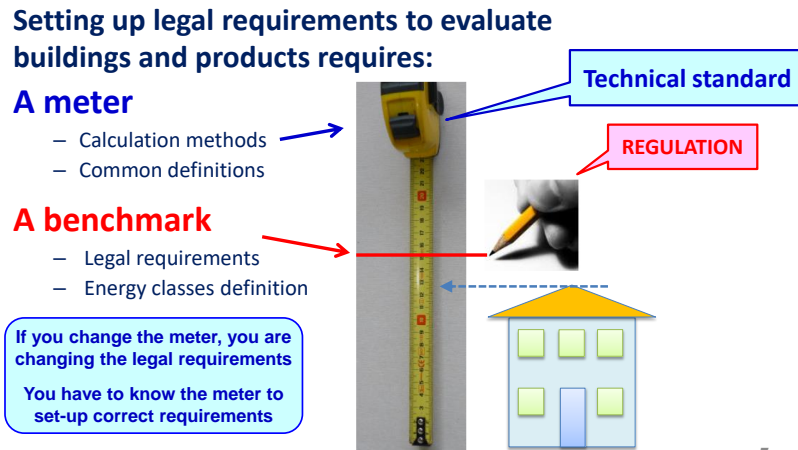 Setting up legal requirements to evaluate
buildings and products requires:
Technical standard
A meter
– Calculation methods
– Common definitions
REGULATION
A benchmark
– Legal requirements
– Energy classes definition
If you change the meter, you are
changing the legal requirements
You have to know the meter to
set-up correct requirements